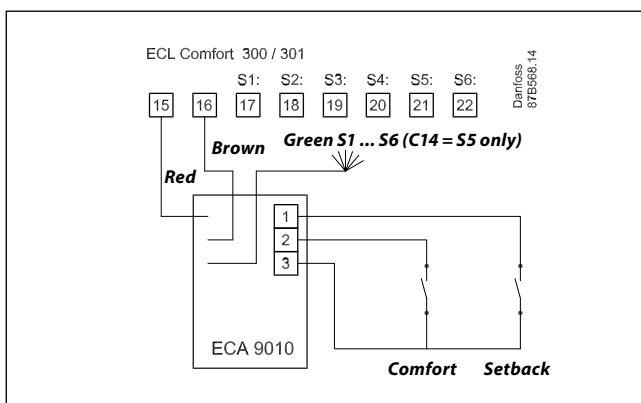 ECL Comfort 300 / 301
S1: S2: S3: S4: S5: S6:
15 16 17 18 19 20 21 22
Danfoss
87B568.14
Green S1 ... S6 (C14 = S5 only)
Brown
Red
1
2
3
ECA 9010
Comfort Setback